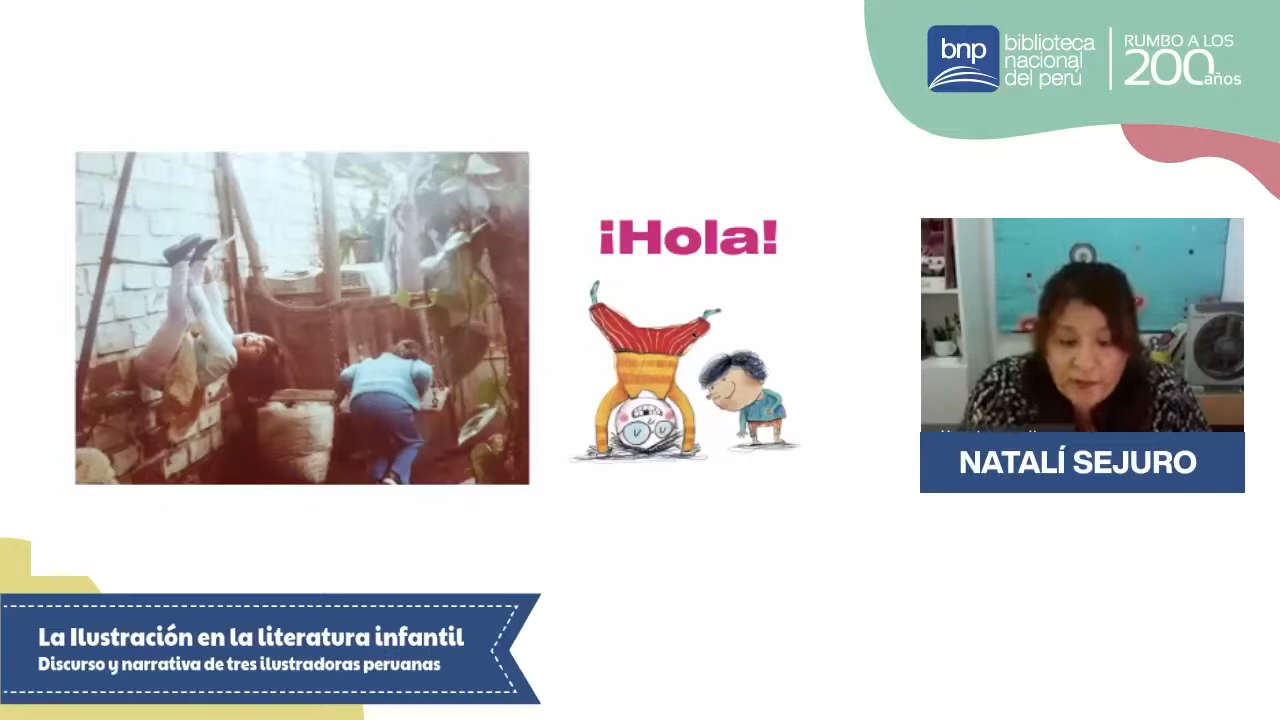 bnp
biblioteca
nacional
del perú
RUMBO A LOS
200 años
¡Hola!
NATALÍ SEJURO
La Ilustración en la literatura infantil
Discurso y narrativa de tres ilustradoras peruanas